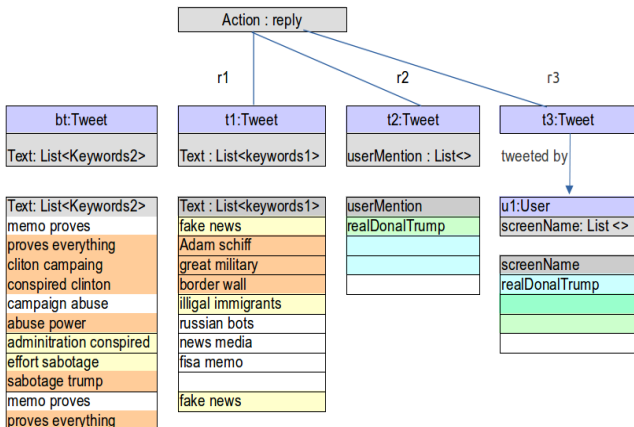 Action : reply
r1
r2
r3
bt:Tweet
Text: List<Keywords2>
t1:Tweet
Text : List<keywords1>
t2:Tweet
userMention : List<>
t3:Tweet
tweeted by
Text: List<Keywords2>
memo proves
proves everything
cliton campaing
conspired clinton
campaign abuse
abuse power
adminitration conspired
effort sabotage
sabotage trump
memo proves
proves everything
Text : List<keywords1>
fake news
Adam schiff
great military
border wall
illigal immigrants
russian bots
news media
fisa memo
fake news
userMention
realDonalTrump
u1:User
screenName: List <>
screenName
realDonalTrump